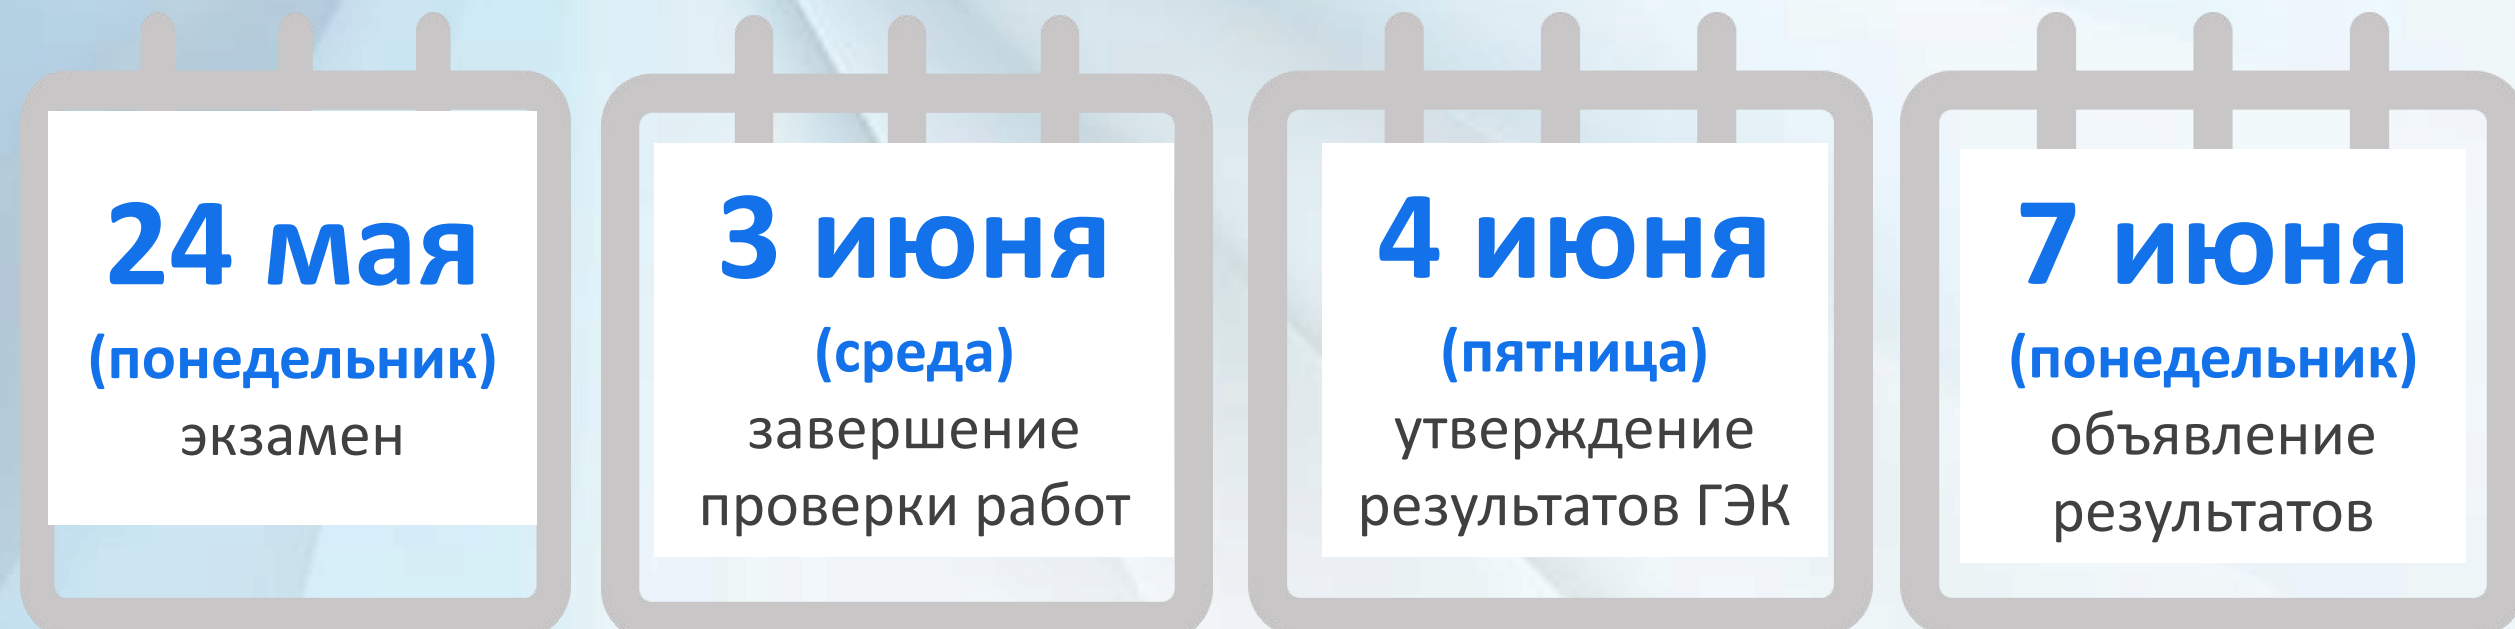 24 мая
(понедельник)
экзамен
3 июня
(среда)
завершение
проверки работ
4 июня
(пятница)
утверждение
результатов ГЭК
7 июня
(понедельник)
объявление
результатов